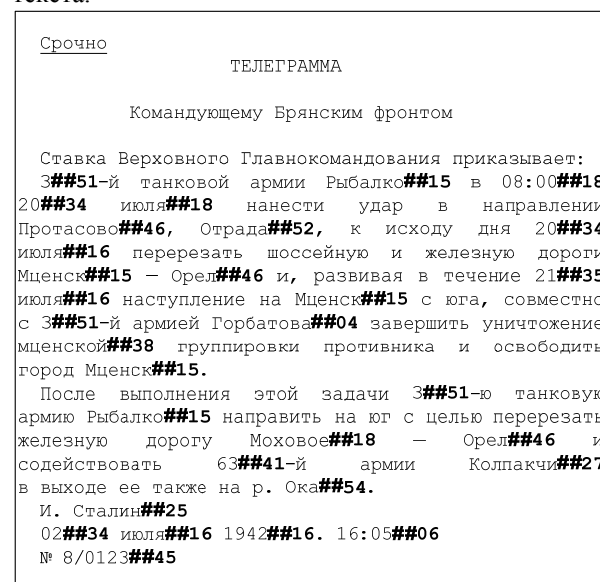 Срочно
ТЕЛЕГРАММА
Командующему Брянским фронтом
Ставка Верховного Главнокомандования приказывает:
3##51-й танковой армии Рыбалко##15 в 08:00##18
20##34 июля##18 нанести удар в направлении
Протасово##46, Отрада##52, к исходу дня 20##34
июля##16 перерезать шоссейную и железную дороги
Мценск##15 – Орел##46 и, развивая в течение 21##35
июля##16 наступление на Мценск##15 с юга, совместно
с 3##51-й армией Горбатова##04 завершить уничтожение
мценской##38 группировки противника и освободить
город Мценск##15.
После выполнения этой задачи 3##51-ю танковую
армию Рыбалко##15 направить на юг с целью перерезать
железную дорогу Моховое##18 – Орел##46 и
содействовать 63##41-й армии Колпакчи##27
в выходе ее также на р. Ока##54.
И. Сталин##25
02##34 июля##16 1942##16. 16:05##06
№ 8/0123##45